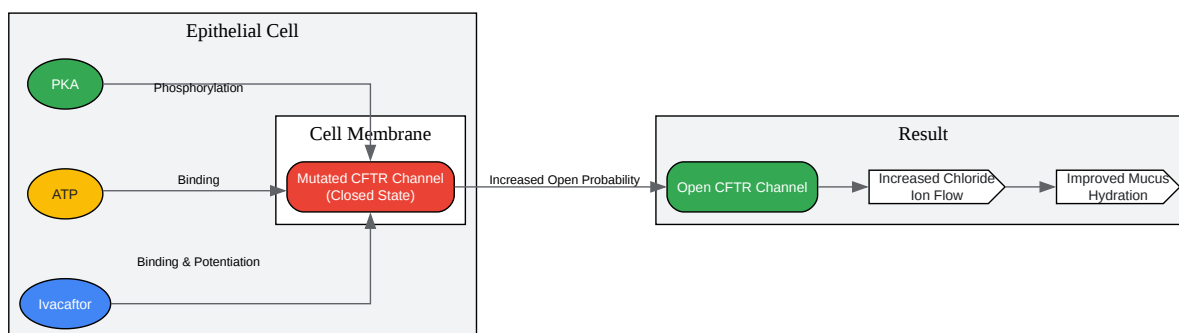 Epithelial Cell
PKA
Phosphorylation
Cell Membrane
Result
ATP
Binding
Mutated CFTR Channel
(Closed State)
Increased Open Probability
Open CFTR Channel
Increased Chloride
Ion Flow
Improved Mucus
Hydration
Binding & Potentiation
Ivacaftor